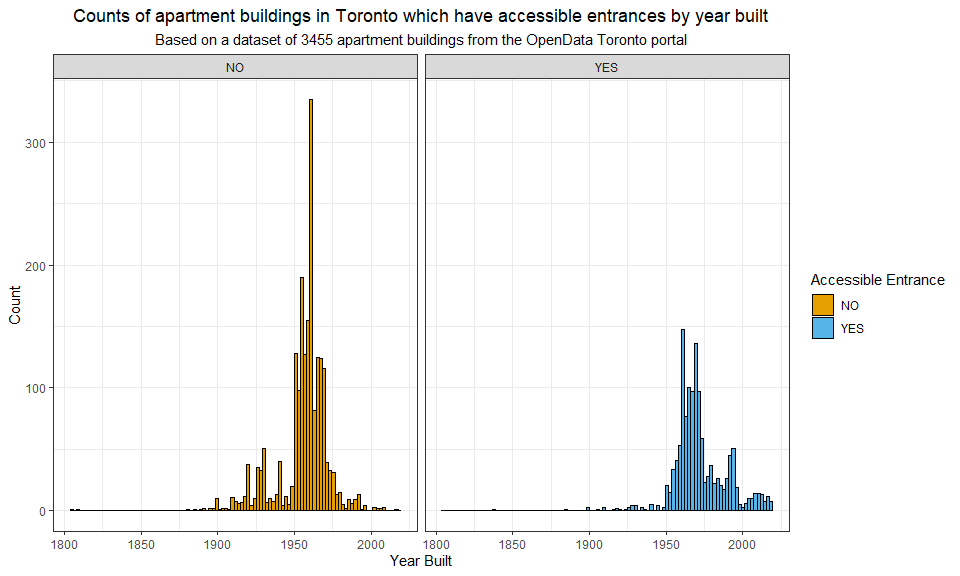 Counts of apartment buildings in Toronto which have accessible entrances by year built
Based on a dataset of 3455 apartment buildings from the OpenData Toronto portal
NO YES
300
200
100
0
Count
1800 1850 1900 1950 2000 1800 1850 1900 1950 2000
Year Built
Accessible Entrance
NO
YES